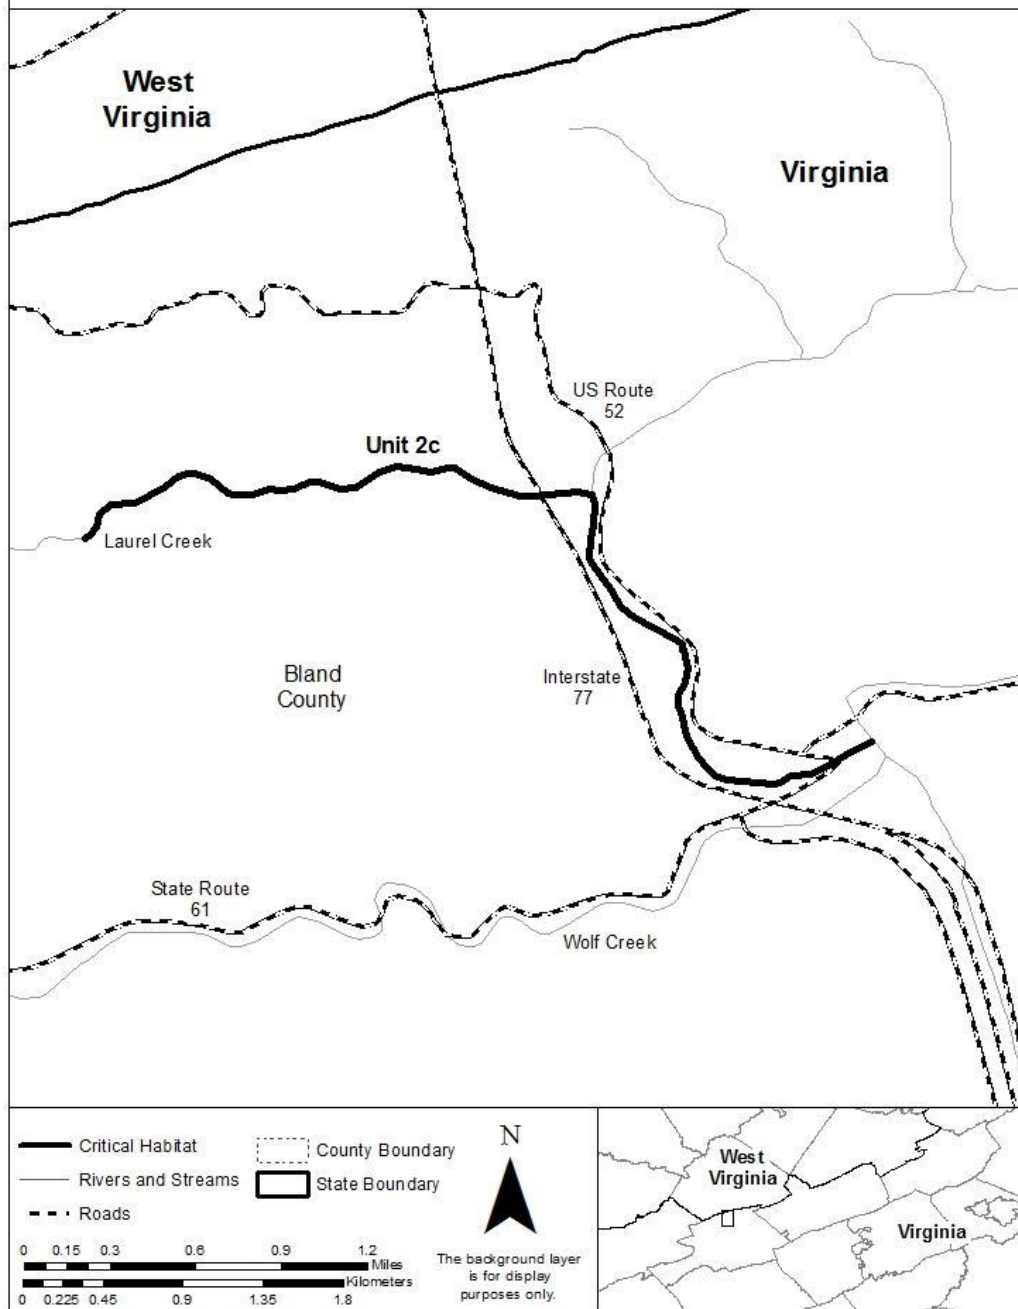 West
Virginia
Virginia
US Route
52
Unit 2c
Laurel Creek
Bland
County
Interstate
77
State Route
61
Wolf Creek
Critical Habitat
Rivers and Streams
Roads
County Boundary
State Boundary
N
The background layer
is for display
purposes only.
0 0.15 0.3 0.6 0.9 1.2
Miles
Kilometers
0 0.225 0.45 0.9 1.35 1.8
West
Virginia
Virginia